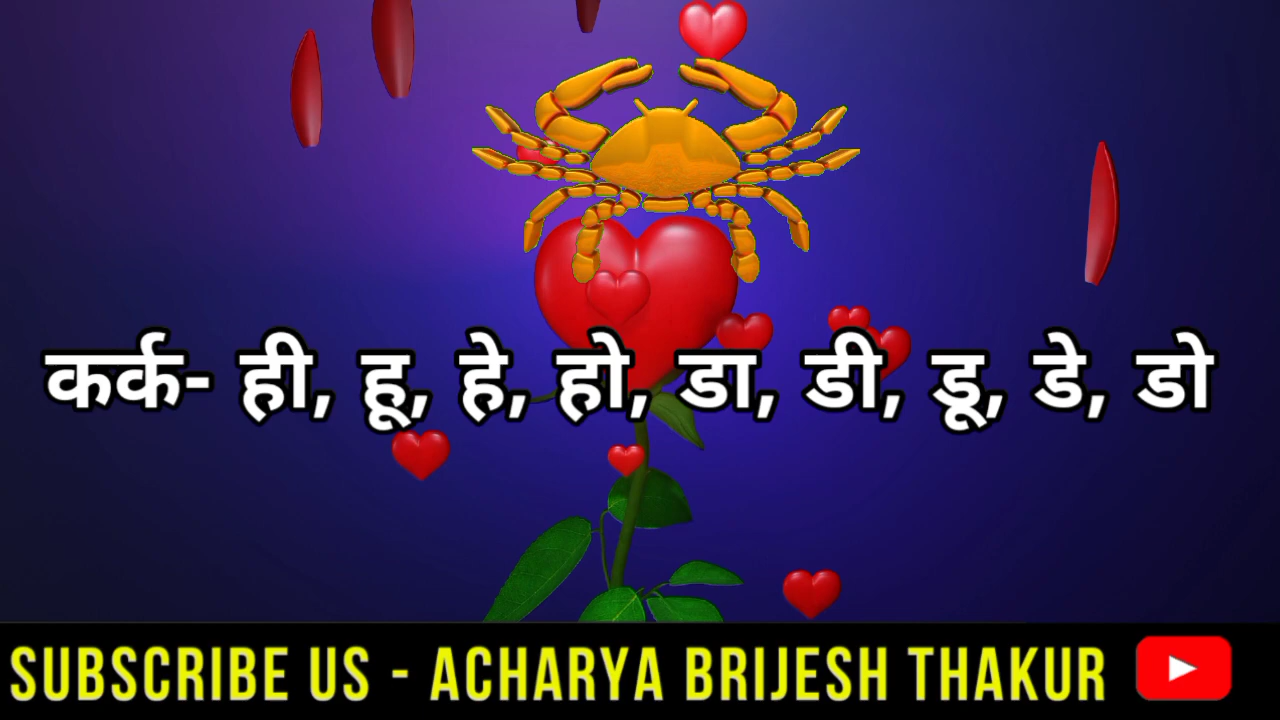 कर्क- ही, हू, हे, हो, डा, डी, डू, डे, डो
SUBSCRIBE US - ACHARYA BRIJESH THAKUR